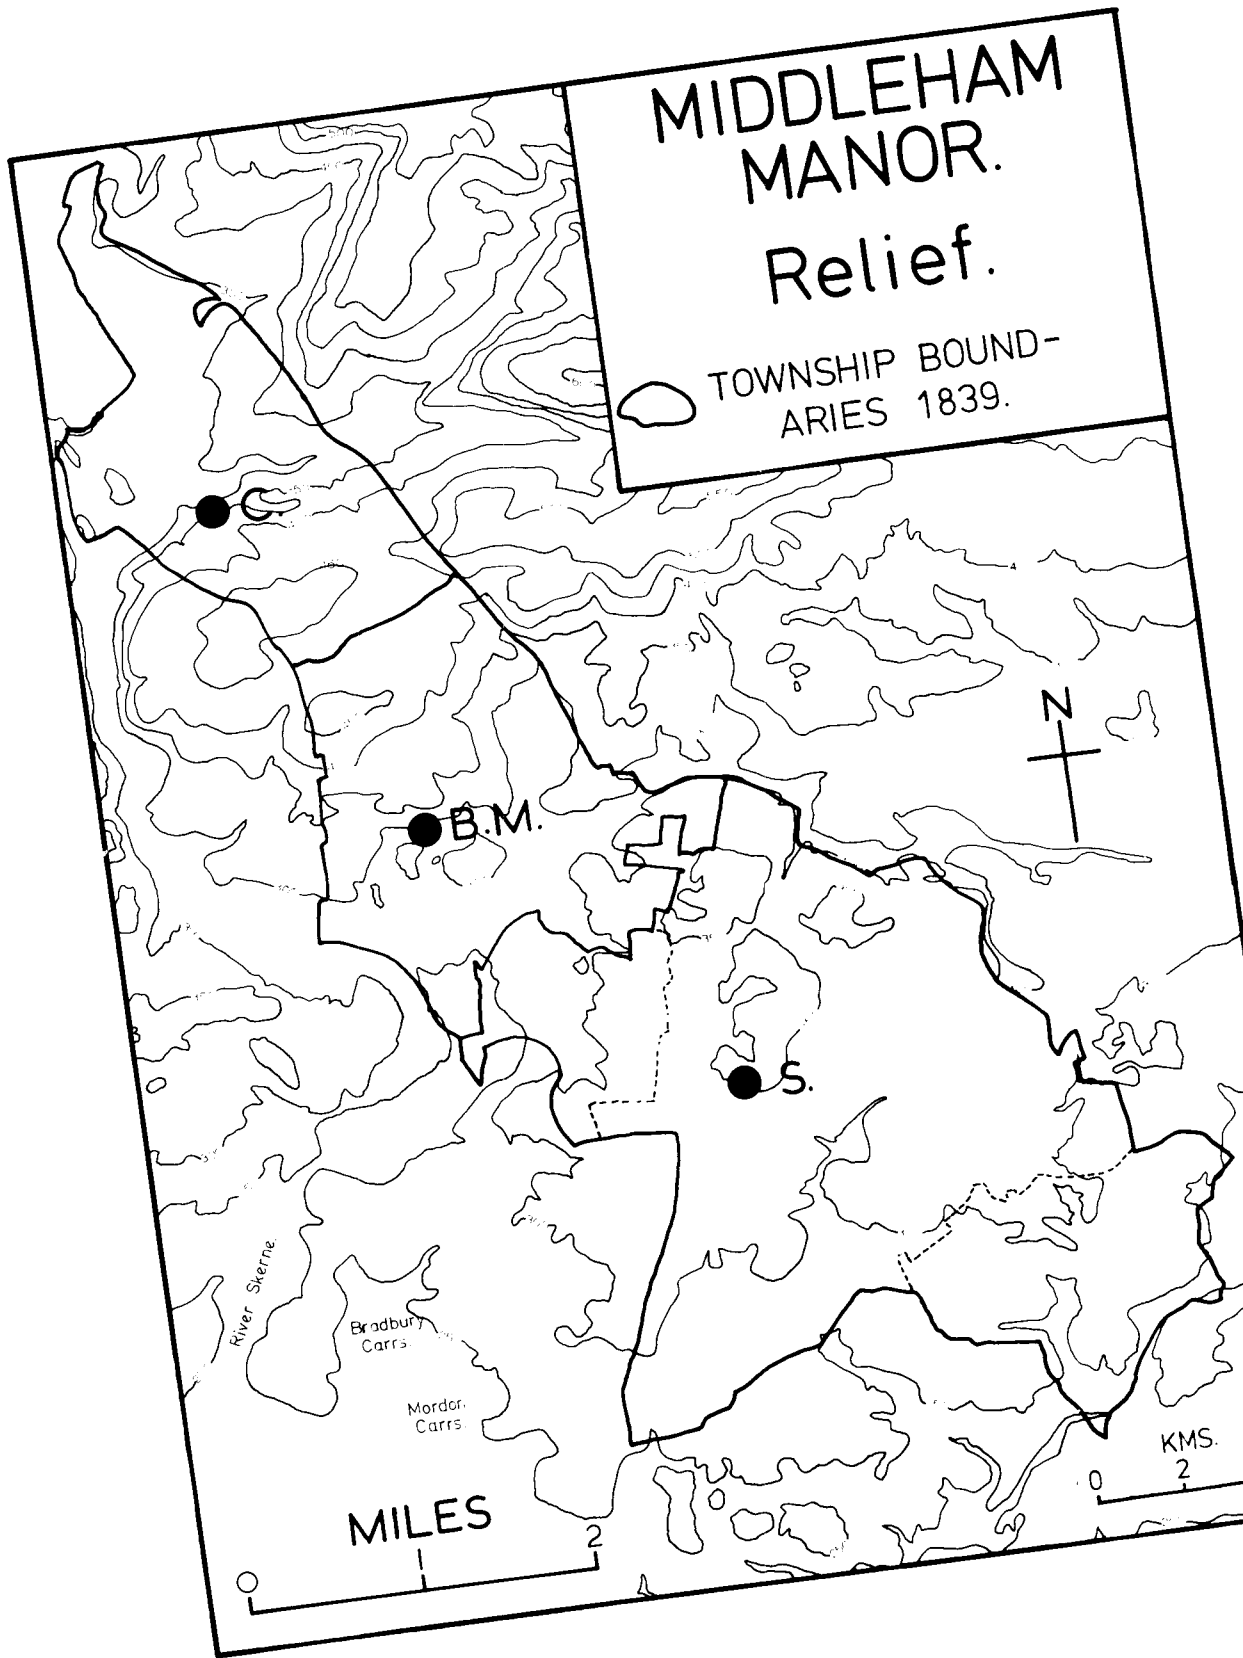 MIDDLEHAM
MANOR.
Relief.
TOWNSHIP BOUND-
ARIES 1839.
C.
4
N
B.M.
S.
River Skerne.
Bradbury
Carrs.
Mordon
Carrs.
MILES
0
2
KMS.
0
2